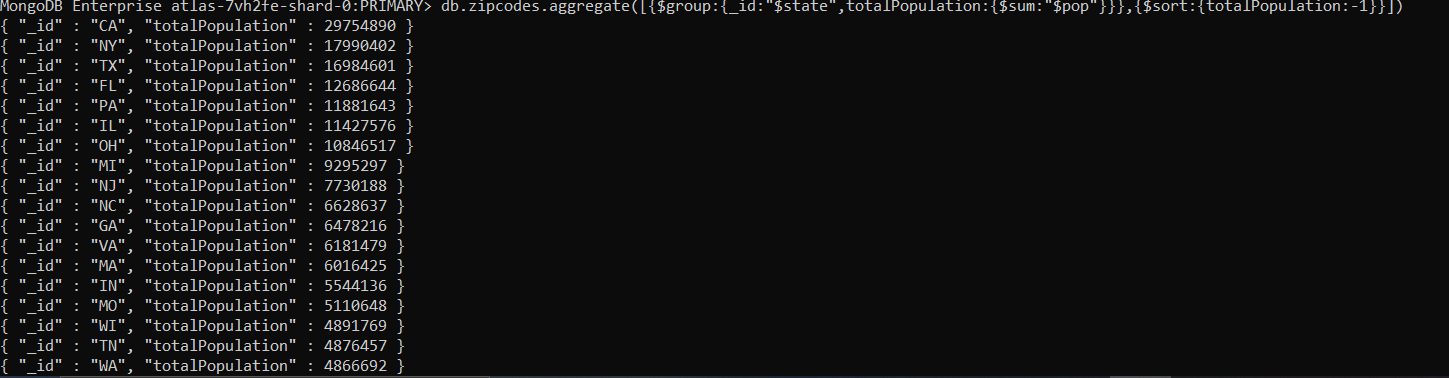 MongoDB Enterprise atlas-7vh2fe-shard-0:PRIMARY> db.zipcodes.aggregate([{$group:{_id:"$state",totalPopulation:{$sum:"$pop"}}},{$sort:{totalPopulation:-1}}])
{ "_id" : "CA", "totalPopulation" : 29754890 }
{ "_id" : "NY", "totalPopulation" : 17990402 }
{ "_id" : "TX", "totalPopulation" : 16984601 }
{ "_id" : "FL", "totalPopulation" : 12686644 }
{ "_id" : "PA", "totalPopulation" : 11881643 }
{ "_id" : "IL", "totalPopulation" : 11427576 }
{ "_id" : "OH", "totalPopulation" : 10846517 }
{ "_id" : "MI", "totalPopulation" : 9295297 }
{ "_id" : "NJ", "totalPopulation" : 7730188 }
{ "_id" : "NC", "totalPopulation" : 6628637 }
{ "_id" : "GA", "totalPopulation" : 6478216 }
{ "_id" : "VA", "totalPopulation" : 6181479 }
{ "_id" : "MA", "totalPopulation" : 6016425 }
{ "_id" : "IN", "totalPopulation" : 5544136 }
{ "_id" : "MO", "totalPopulation" : 5110648 }
{ "_id" : "WI", "totalPopulation" : 4891769 }
{ "_id" : "TN", "totalPopulation" : 4876457 }
{ "_id" : "WA", "totalPopulation" : 4866692 }